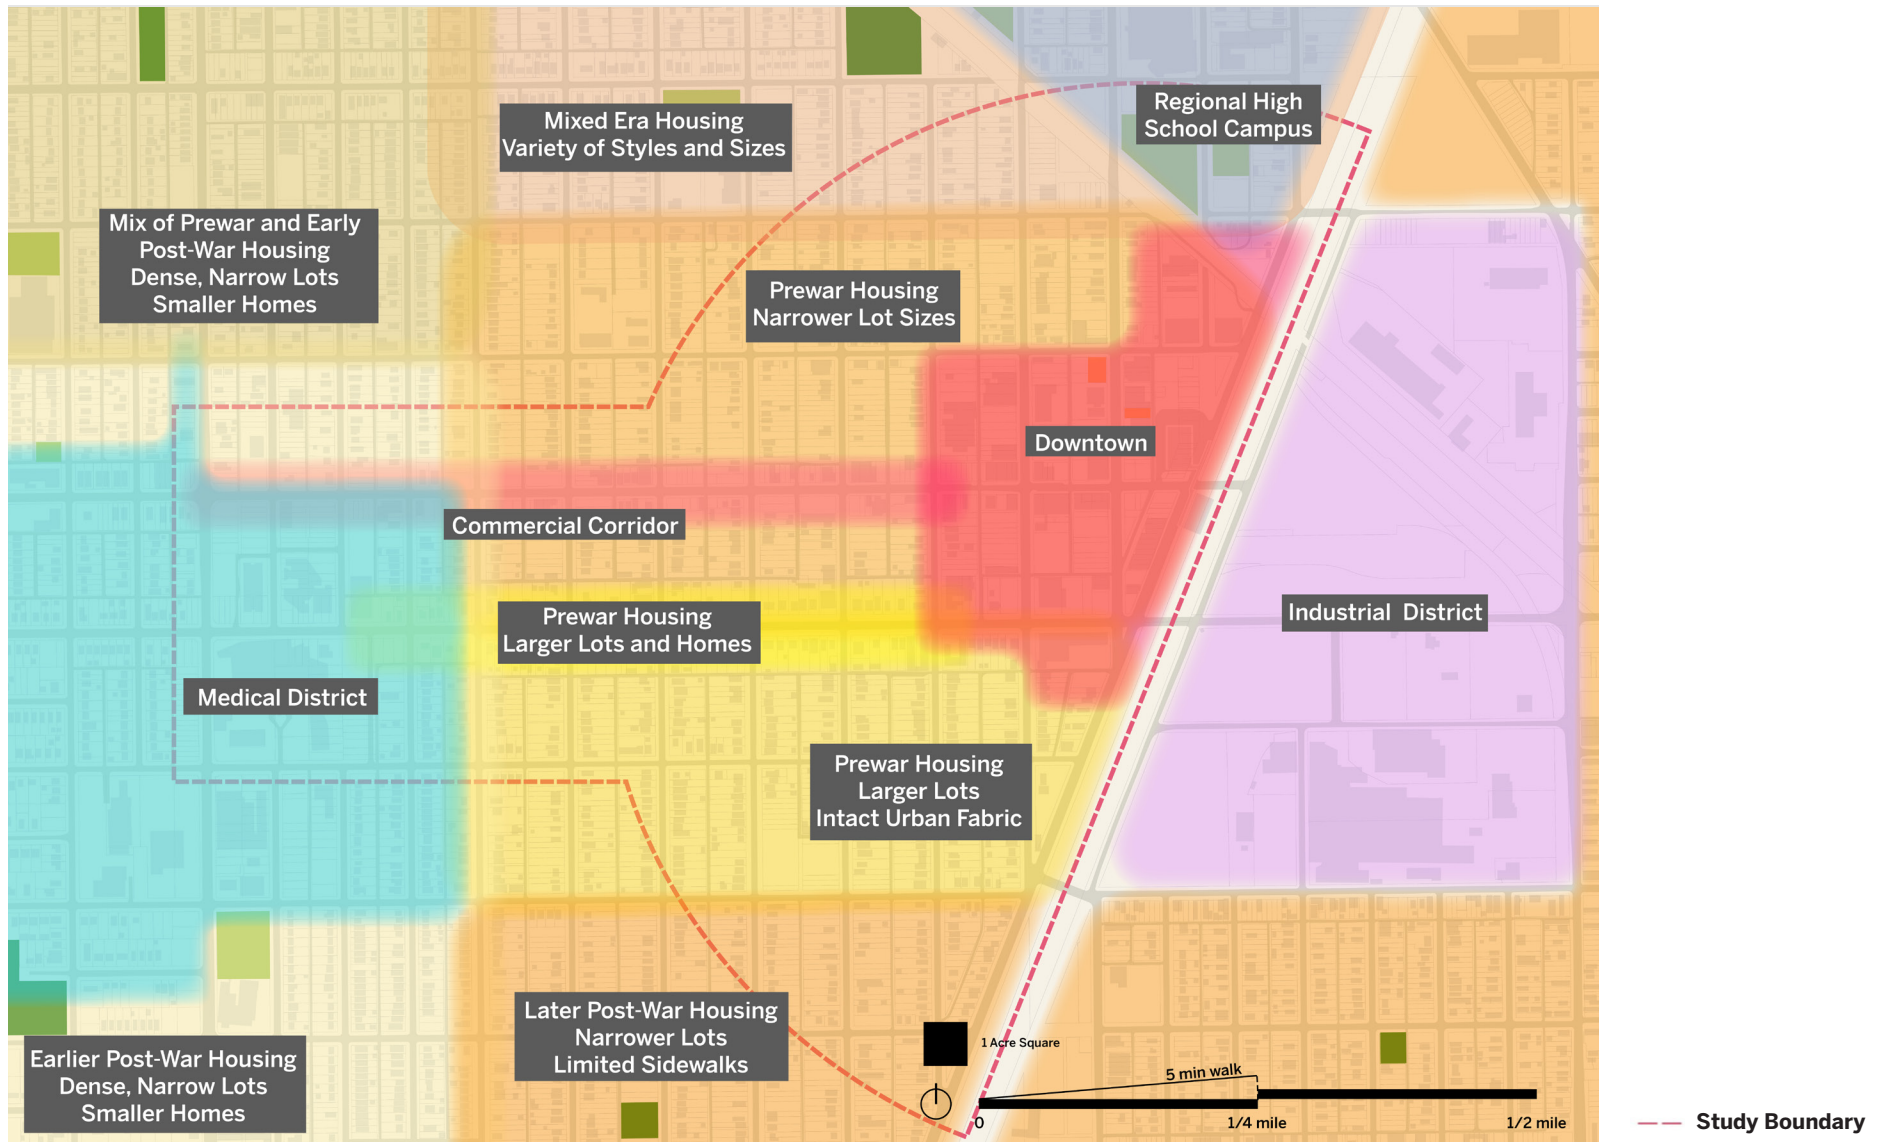 Regional High
School Campus
Mixed Era Housing
Variety of Styles and Sizes
Mix of Prewar and Early
Post-War Housing
Dense, Narrow Lots
Smaller Homes
Prewar Housing
Narrower Lot Sizes
Downtown
Commercial Corridor
Prewar Housing
Larger Lots and Homes
Industrial District
Medical District
Prewar Housing
Larger Lots
Intact Urban Fabric
Later Post-War Housing
Narrower Lots
Limited Sidewalks
Earlier Post-War Housing
Dense, Narrow Lots
Smaller Homes
1 Acre Square
5 min walk
0
1/4 mile
1/2 mile
Study Boundary